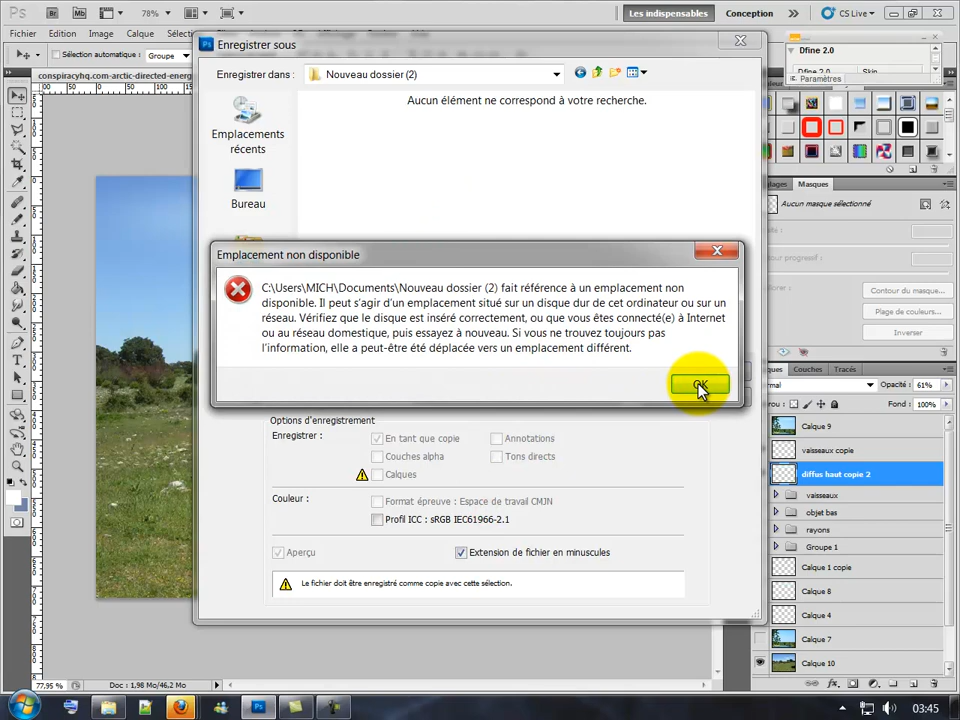 Ps
Br
Mb
78%
Les indispensables
Conception
CS Live
Fichier Edition Image Calque
Sélection automatique : Groupe
conspiracyhq.com-arctic-directed-energ
Enregistrer sous
Enregistrer dans : Nouveau dossier (2)
Aucun élément ne correspond à votre recherche.
Emplacements
récents
Bureau
Emplacement non disponible
C:\Users\MICH\Documents\Nouveau dossier (2) fait référence à un emplacement non
disponible. Il peut s'agir d'un emplacement situé sur un disque dur de cet ordinateur ou sur un
réseau. Vérifiez que le disque est inséré correctement, ou que vous êtes connecté(e) à Internet
ou au réseau domestique, puis essayez à nouveau. Si vous ne trouvez toujours pas
l'information, elle a peut-être été déplacée vers un emplacement différent.
OK
Options d'enregistrement
Enregistrer : En tant que copie Annotations
Couches alpha Tons directs
Calques
Couleur : Format épreuve : Espace de travail CMJN
Profil ICC : sRGB IEC61966-2.1
Aperçu Extension de fichier en minuscules
Le fichier doit être enregistré comme copie avec cette sélection.
Dfine 2.0
Paramètres
Masques
Aucun masque sélectionné
Contour du masque...
Plage de couleurs...
Inverser
Couches Tracés
Opacité : 61%
Fond : 100%
Calque 9
vaisseaux copie
diffus haut copie 2
vaisseaux
objet bas
rayons
Groupe 1
Calque 1 copie
Calque 8
Calque 4
Calque 7
Calque 10
77,95 % Doc : 1,98 Mo/46,2 Mo
03:45